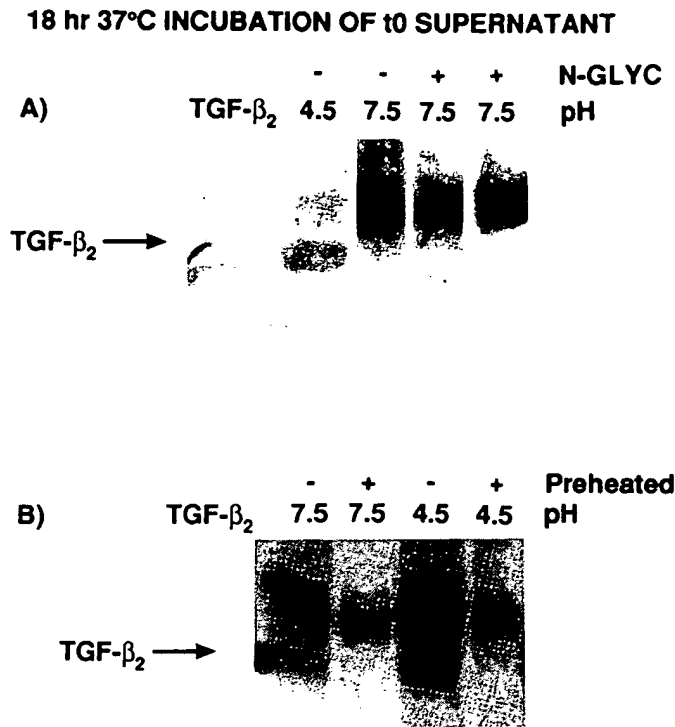 18 hr 37°C INCUBATION OF t0 SUPERNATANT
- - + + N-GLYC
A) TGF-β₂ 4.5 7.5 7.5 7.5 pH
TGF-β₂
- + - + Preheated
B) TGF-β₂ 7.5 7.5 4.5 4.5 pH
TGF-β₂